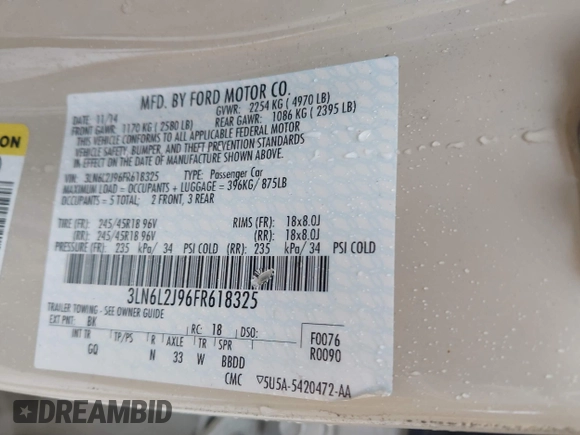 MFD. BY FORD MOTOR CO.
DATE: 11/14 GVWR: 2254 KG ( 4970 LB)
FRONT GAWR: 1170 KG ( 2580 LB) REAR GAWR: 1086 KG ( 2395 LB)
THIS VEHICLE CONFORMS TO ALL APPLICABLE FEDERAL MOTOR
VEHICLE SAFETY, BUMPER, AND THEFT PREVENTION STANDARDS
IN EFFECT ON THE DATE OF MANUFACTURE SHOWN ABOVE.
VIN: 3LN6L2J96FR618325 TYPE: Passenger Car
MAXIMUM LOAD = OCCUPANTS + LUGGAGE = 396KG/ 875LB
OCCUPANTS = 5 TOTAL; 2 FRONT, 3 REAR
TIRE (FR): 245/45R18 96V RIMS (FR): 18x8.0J
(RR): 245/45R18 96V (RR): 18x8.0J
PRESSURE (FR): 235 kPa/ 34 PSI COLD (RR): 235 kPa/ 34 PSI COLD
3LN6L2J96FR618325
TRAILER TOWING - SEE OWNER GUIDE
EXT PNT: BK RC: 18 DSO: F0076
INT TR TP/PS R AXLE TR SPR R0090
GQ N 33 W BBDD
CMC ▽5U5A-5420472-AA
DREAMBID